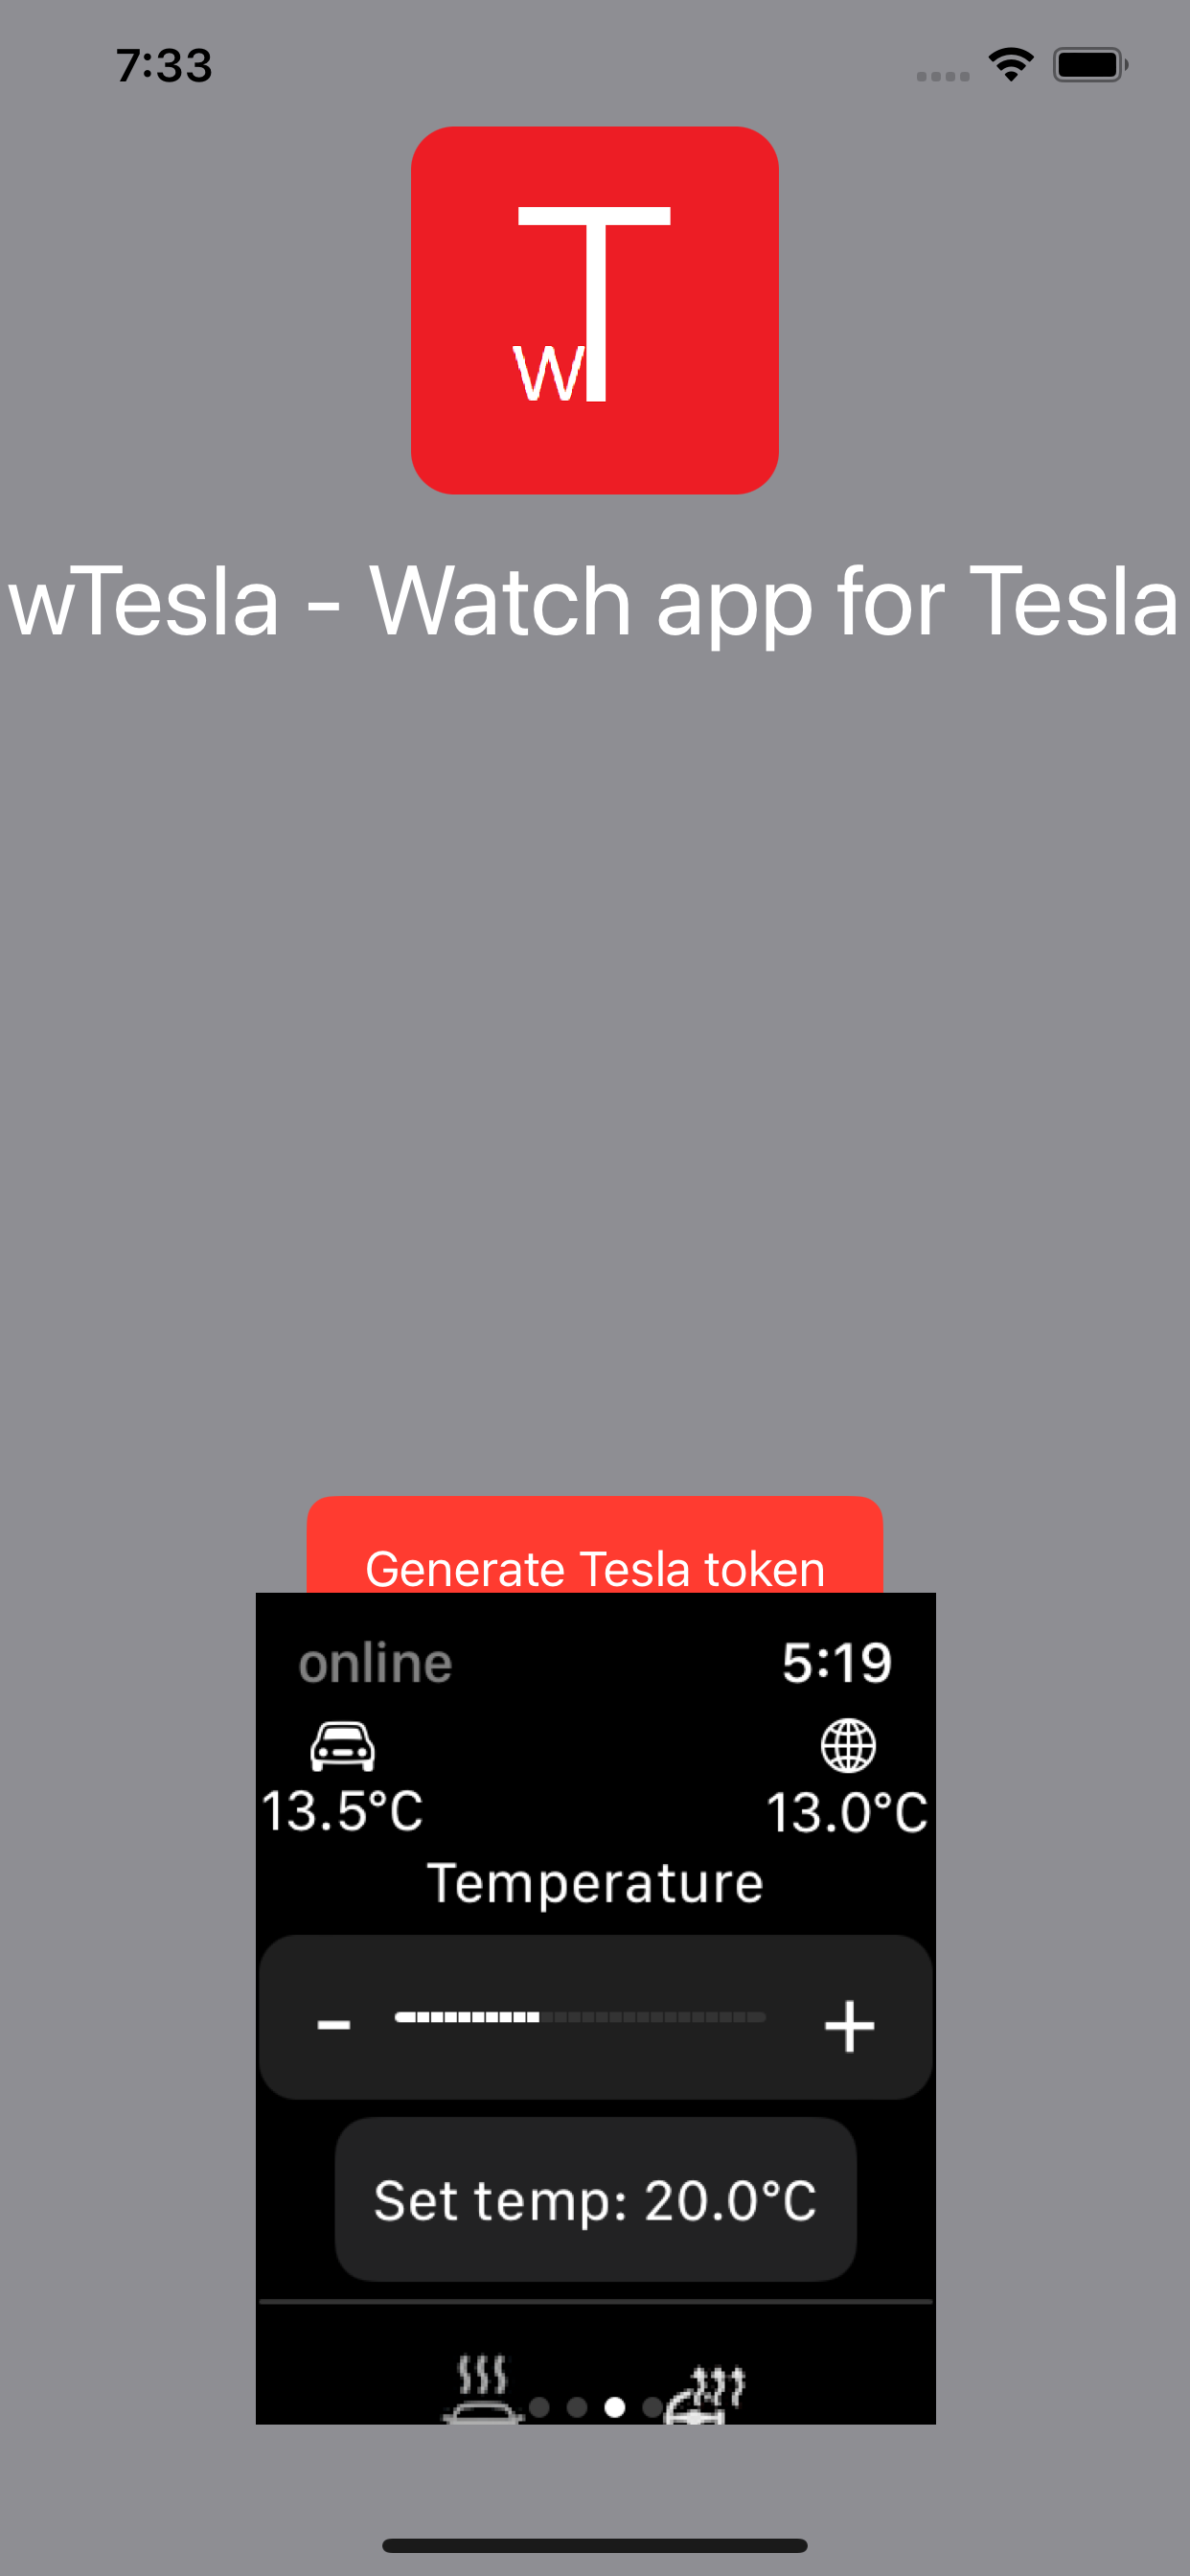 7:33
T
w
wTesla - Watch app for Tesla
Generate Tesla token
online 5:19
13.5°C 13.0°C
Temperature
- +
Set temp: 20.0°C